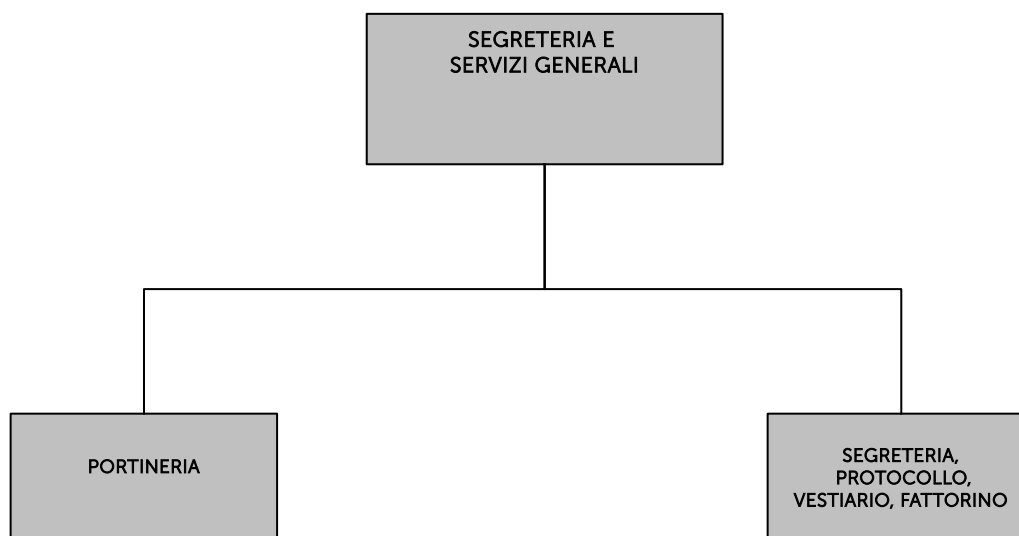 SEGRETERIA E
SERVIZI GENERALI
PORTINERIA
SEGRETERIA,
PROTOCOLLO,
VESTIARIO, FATTORINO